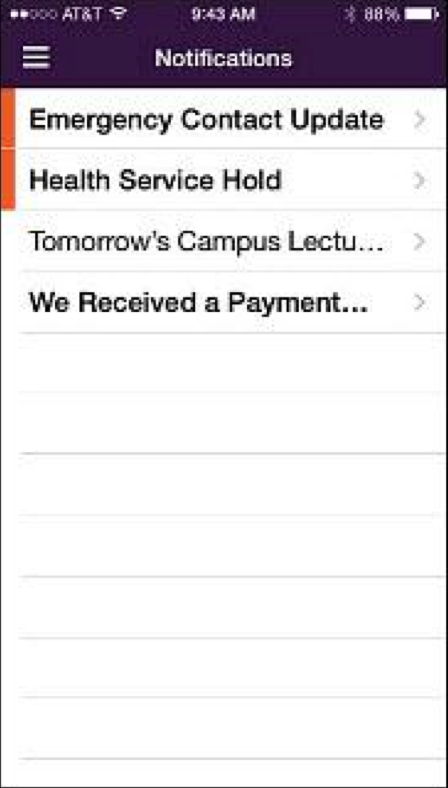 AT&T 9:43 AM 88%
Notifications
Emergency Contact Update
Health Service Hold
Tomorrow's Campus Lectu...
We Received a Payment...